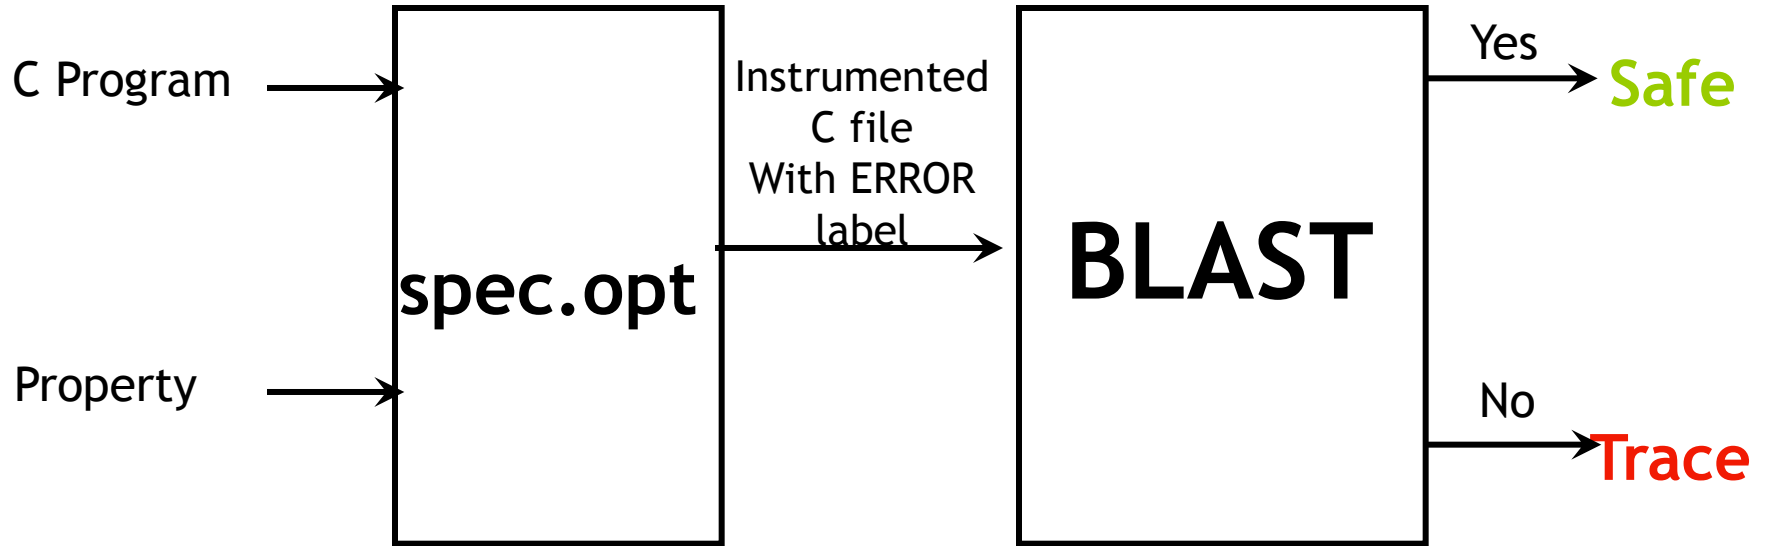 C Program
Property
spec.opt
Instrumented
C file
With ERROR
label
BLAST
Yes
Safe
No
Trace